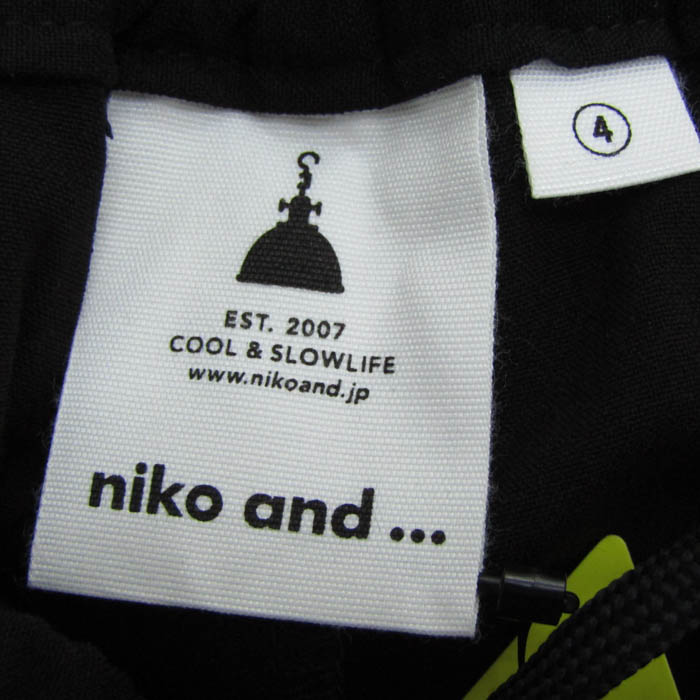 4
EST. 2007
COOL & SLOWLIFE
www.nikoand.jp
niko and ...